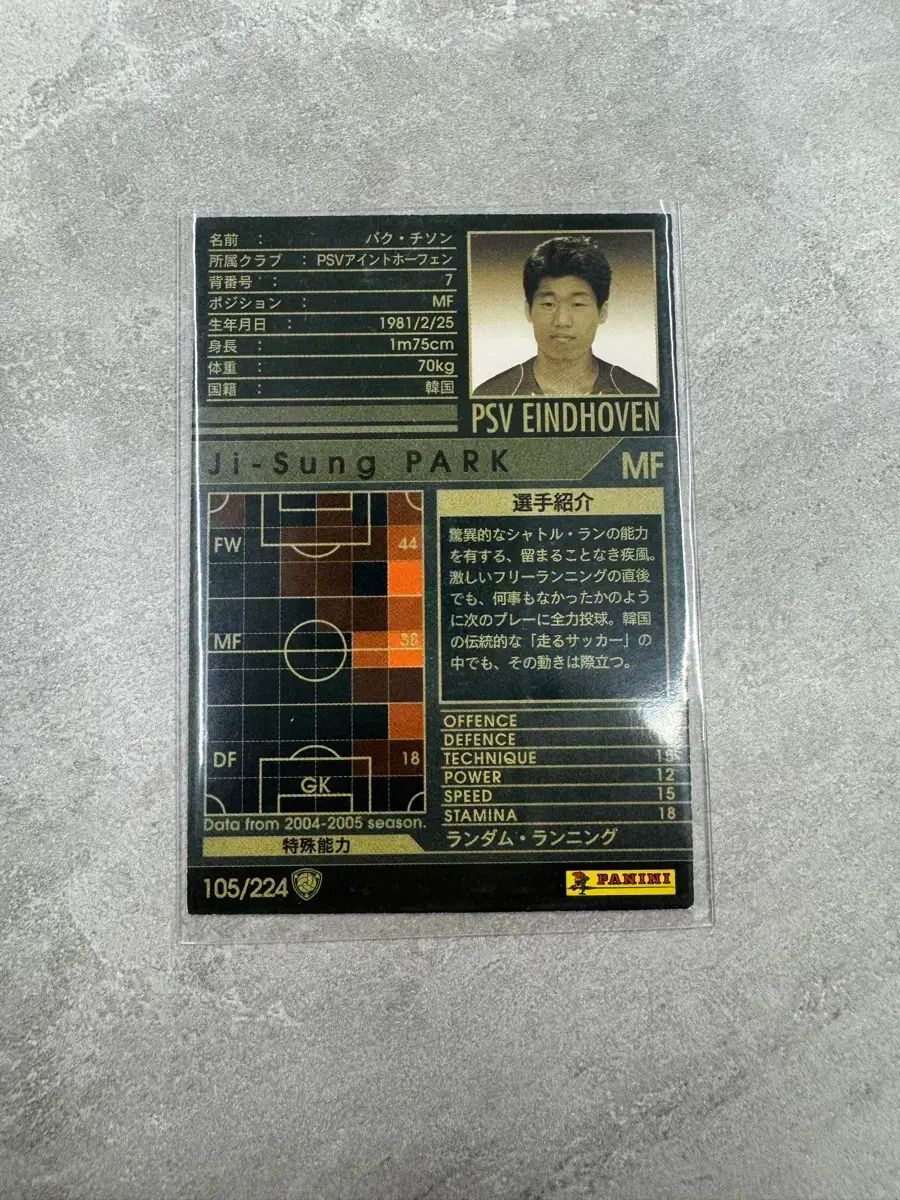 名前 : パク・チソン
所属クラブ : PSVアイントホーフェン
背番号 : 7
ポジション : MF
生年月日 : 1981/2/25
身長 : 1m75cm
体重 : 70kg
国籍 : 韓国
PSV EINDHOVEN
Ji-Sung PARK
MF
FW 44
MF 38
DF 18
GK
Data from 2004-2005 season.
選手紹介
驚異的なシャトル・ランの能力
を有する、留まることなき疾風。
激しいフリーランニングの直後
でも、何事もなかったかのよう
に次のプレーに全力投球。韓国
の伝統的な「走るサッカー」の
中でも、その動きは際立つ。
OFFENCE
DEFENCE
TECHNIQUE 15
POWER 12
SPEED 15
STAMINA 18
特殊能力
ランダム・ランニング
105/224
PANINI